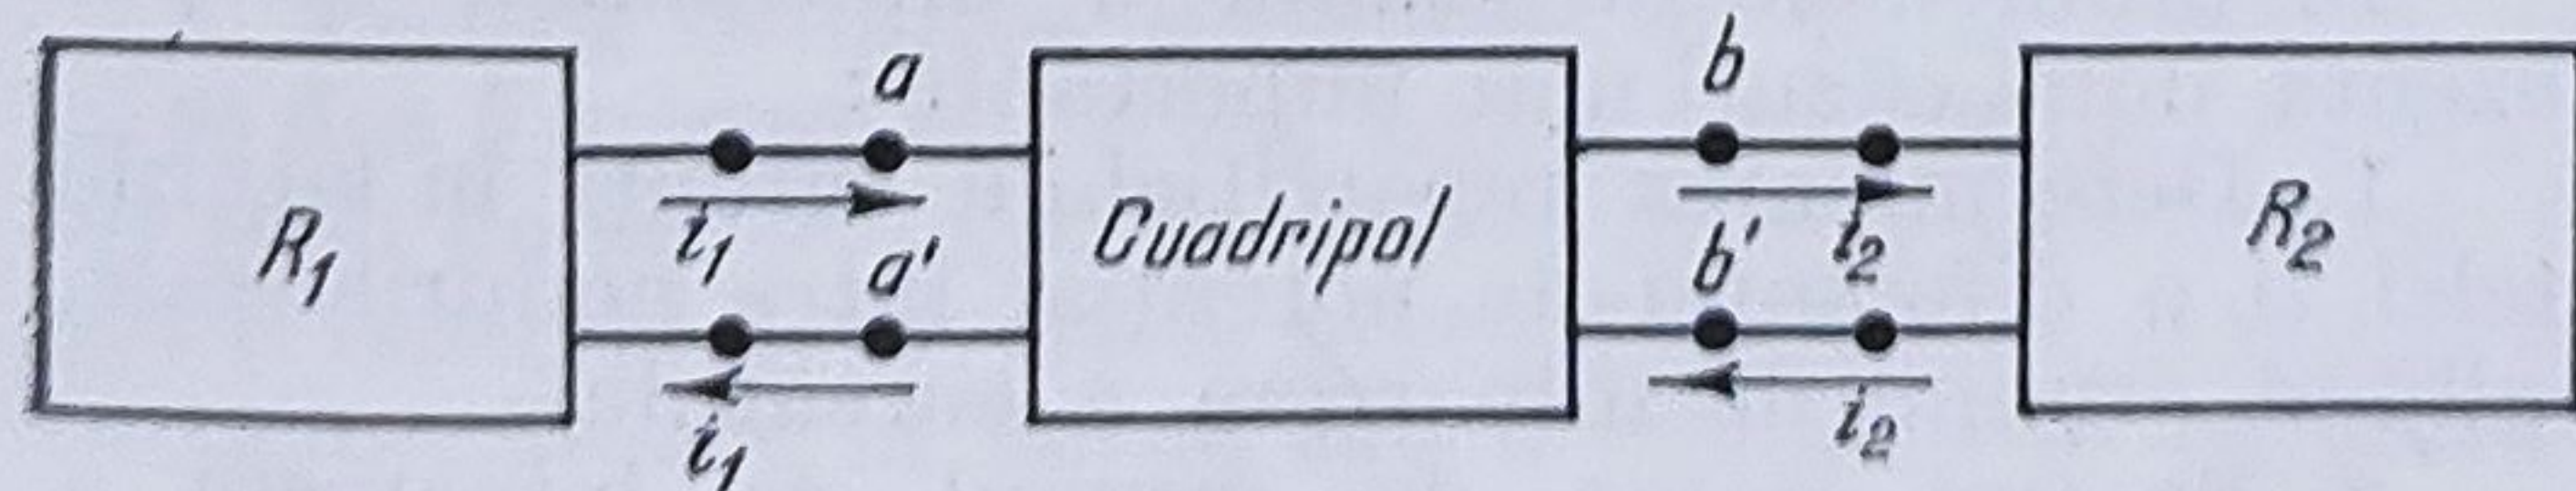 a
b
R₁
i₁
a'
Cuadripol
b'
i₂
R₂
i₁
i₂